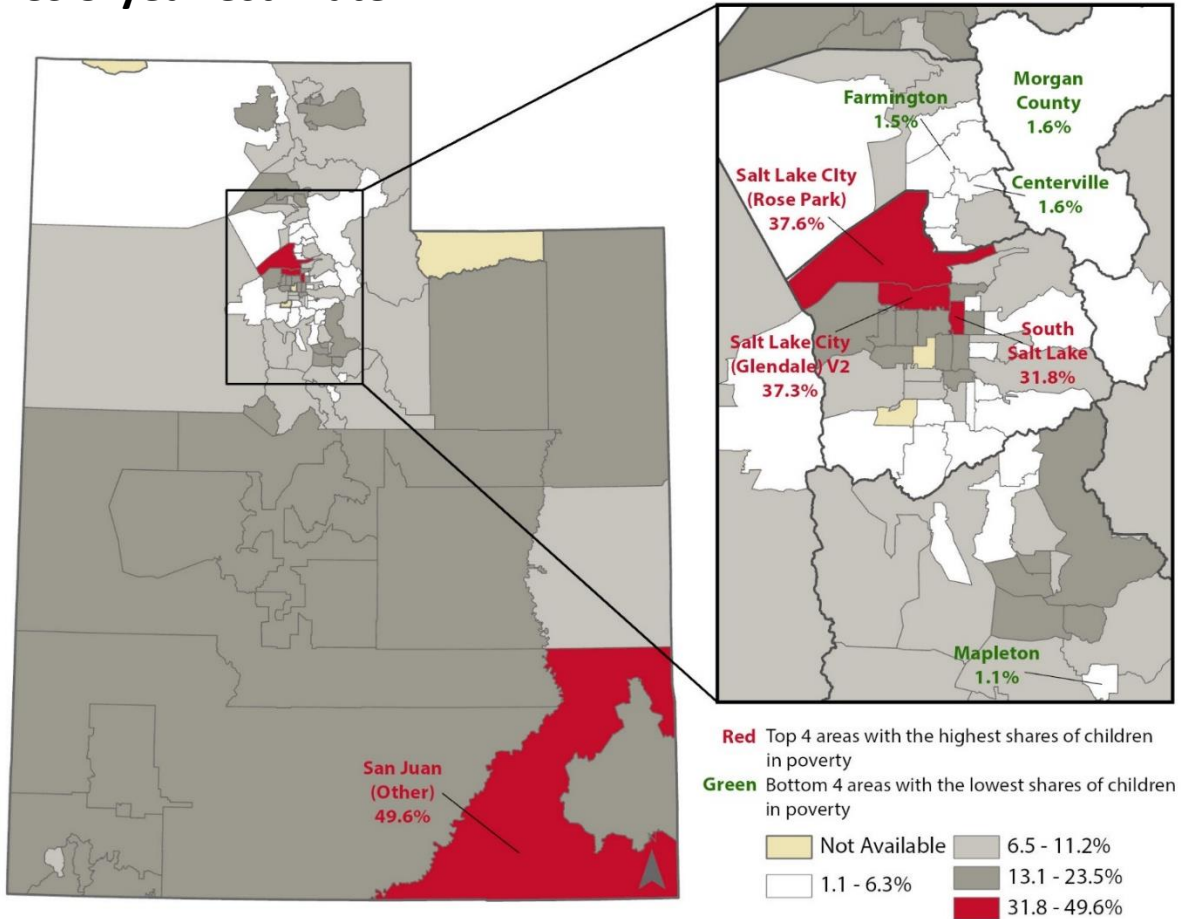 Farmington
1.5%
Morgan
County
1.6%
Salt Lake CIty
(Rose Park)
37.6%
Centerville
1.6%
Salt Lake City
(Glendale) V2
37.3%
South
Salt Lake
31.8%
Mapleton
1.1%
San Juan
(Other)
49.6%
Red Top 4 areas with the highest shares of children
in poverty
Green Bottom 4 areas with the lowest shares of children
in poverty
Not Available
1.1 - 6.3%
6.5 - 11.2%
13.1 - 23.5%
31.8 - 49.6%